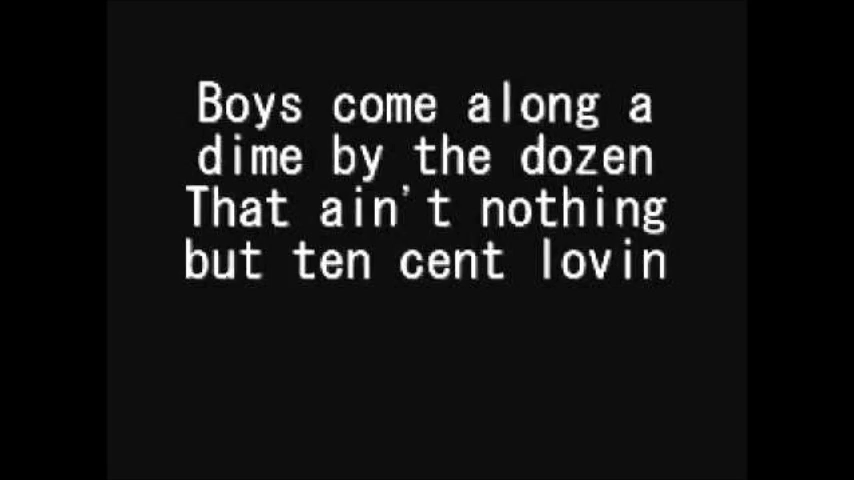 Boys come along a
dime by the dozen
That ain't nothing
but ten cent lovin